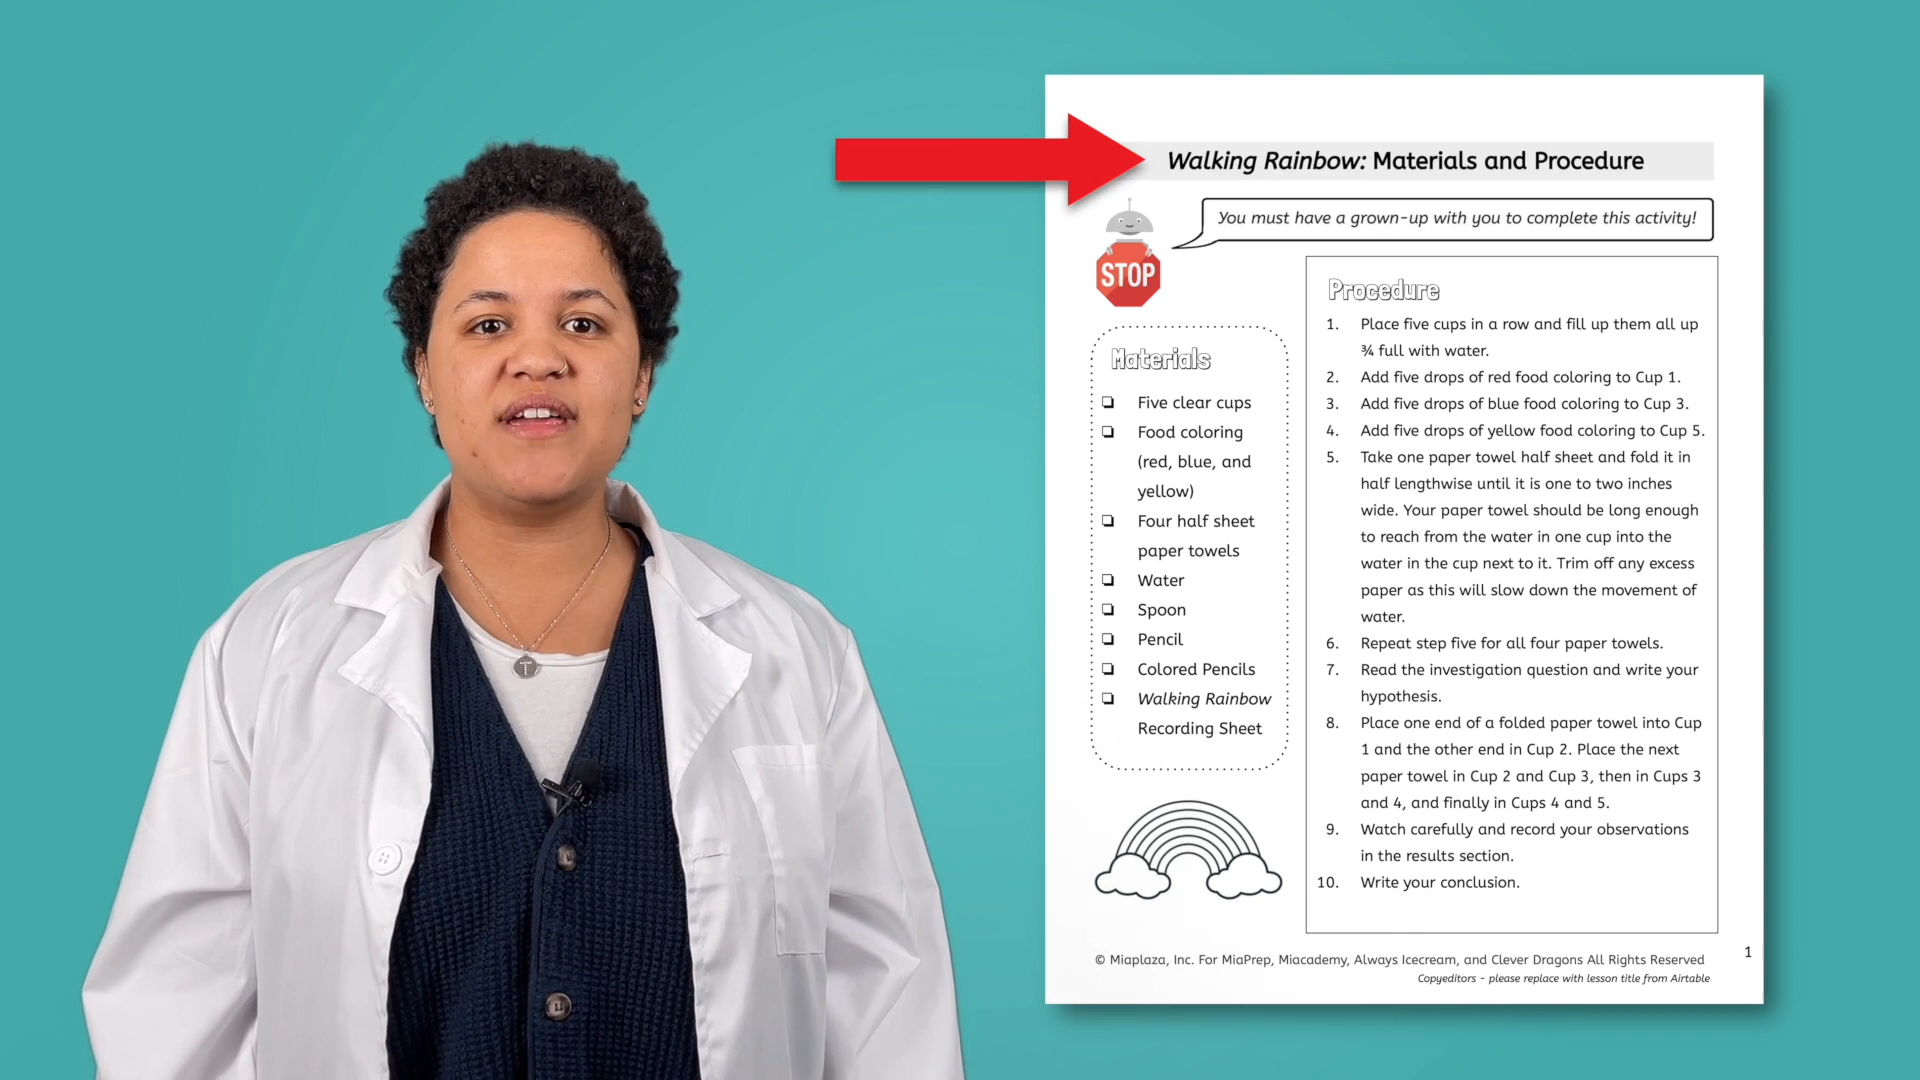 Walking Rainbow: Materials and Procedure
You must have a grown-up with you to complete this activity!
STOP
Materials
❏ Five clear cups
❏ Food coloring
(red, blue, and
yellow)
❏ Four half sheet
paper towels
❏ Water
❏ Spoon
❏ Pencil
❏ Colored Pencils
❏ Walking Rainbow
Recording Sheet
Procedure
1. Place five cups in a row and fill up them all up
¾ full with water.
2. Add five drops of red food coloring to Cup 1.
3. Add five drops of blue food coloring to Cup 3.
4. Add five drops of yellow food coloring to Cup 5.
5. Take one paper towel half sheet and fold it in
half lengthwise until it is one to two inches
wide. Your paper towel should be long enough
to reach from the water in one cup into the
water in the cup next to it. Trim off any excess
paper as this will slow down the movement of
water.
6. Repeat step five for all four paper towels.
7. Read the investigation question and write your
hypothesis.
8. Place one end of a folded paper towel into Cup
1 and the other end in Cup 2. Place the next
paper towel in Cup 2 and Cup 3, then in Cups 3
and 4, and finally in Cups 4 and 5.
9. Watch carefully and record your observations
in the results section.
10. Write your conclusion.
© Miaplaza, Inc. For MiaPrep, Miacademy, Always Icecream, and Clever Dragons All Rights Reserved
1
Copyeditors - please replace with lesson title from Airtable
T